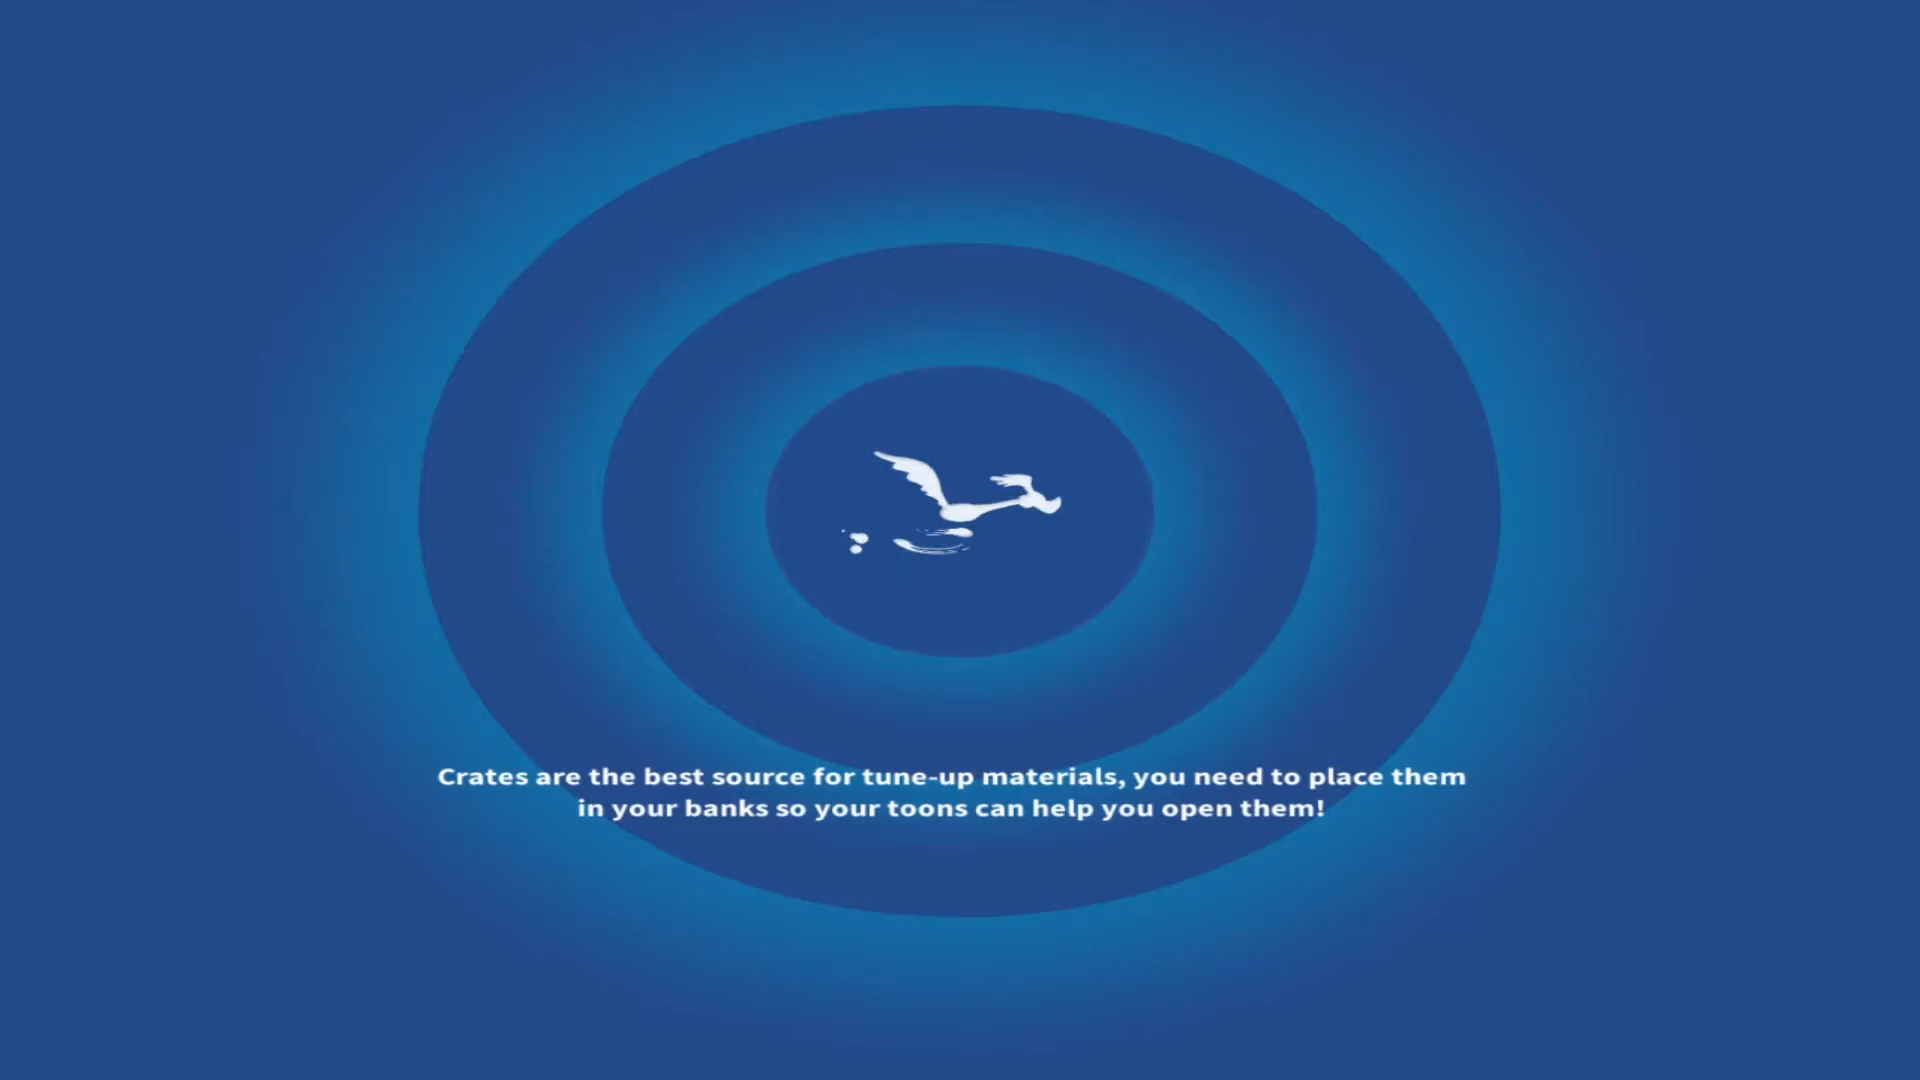 Crates are the best source for tune-up materials, you need to place them
in your banks so your toons can help you open them!